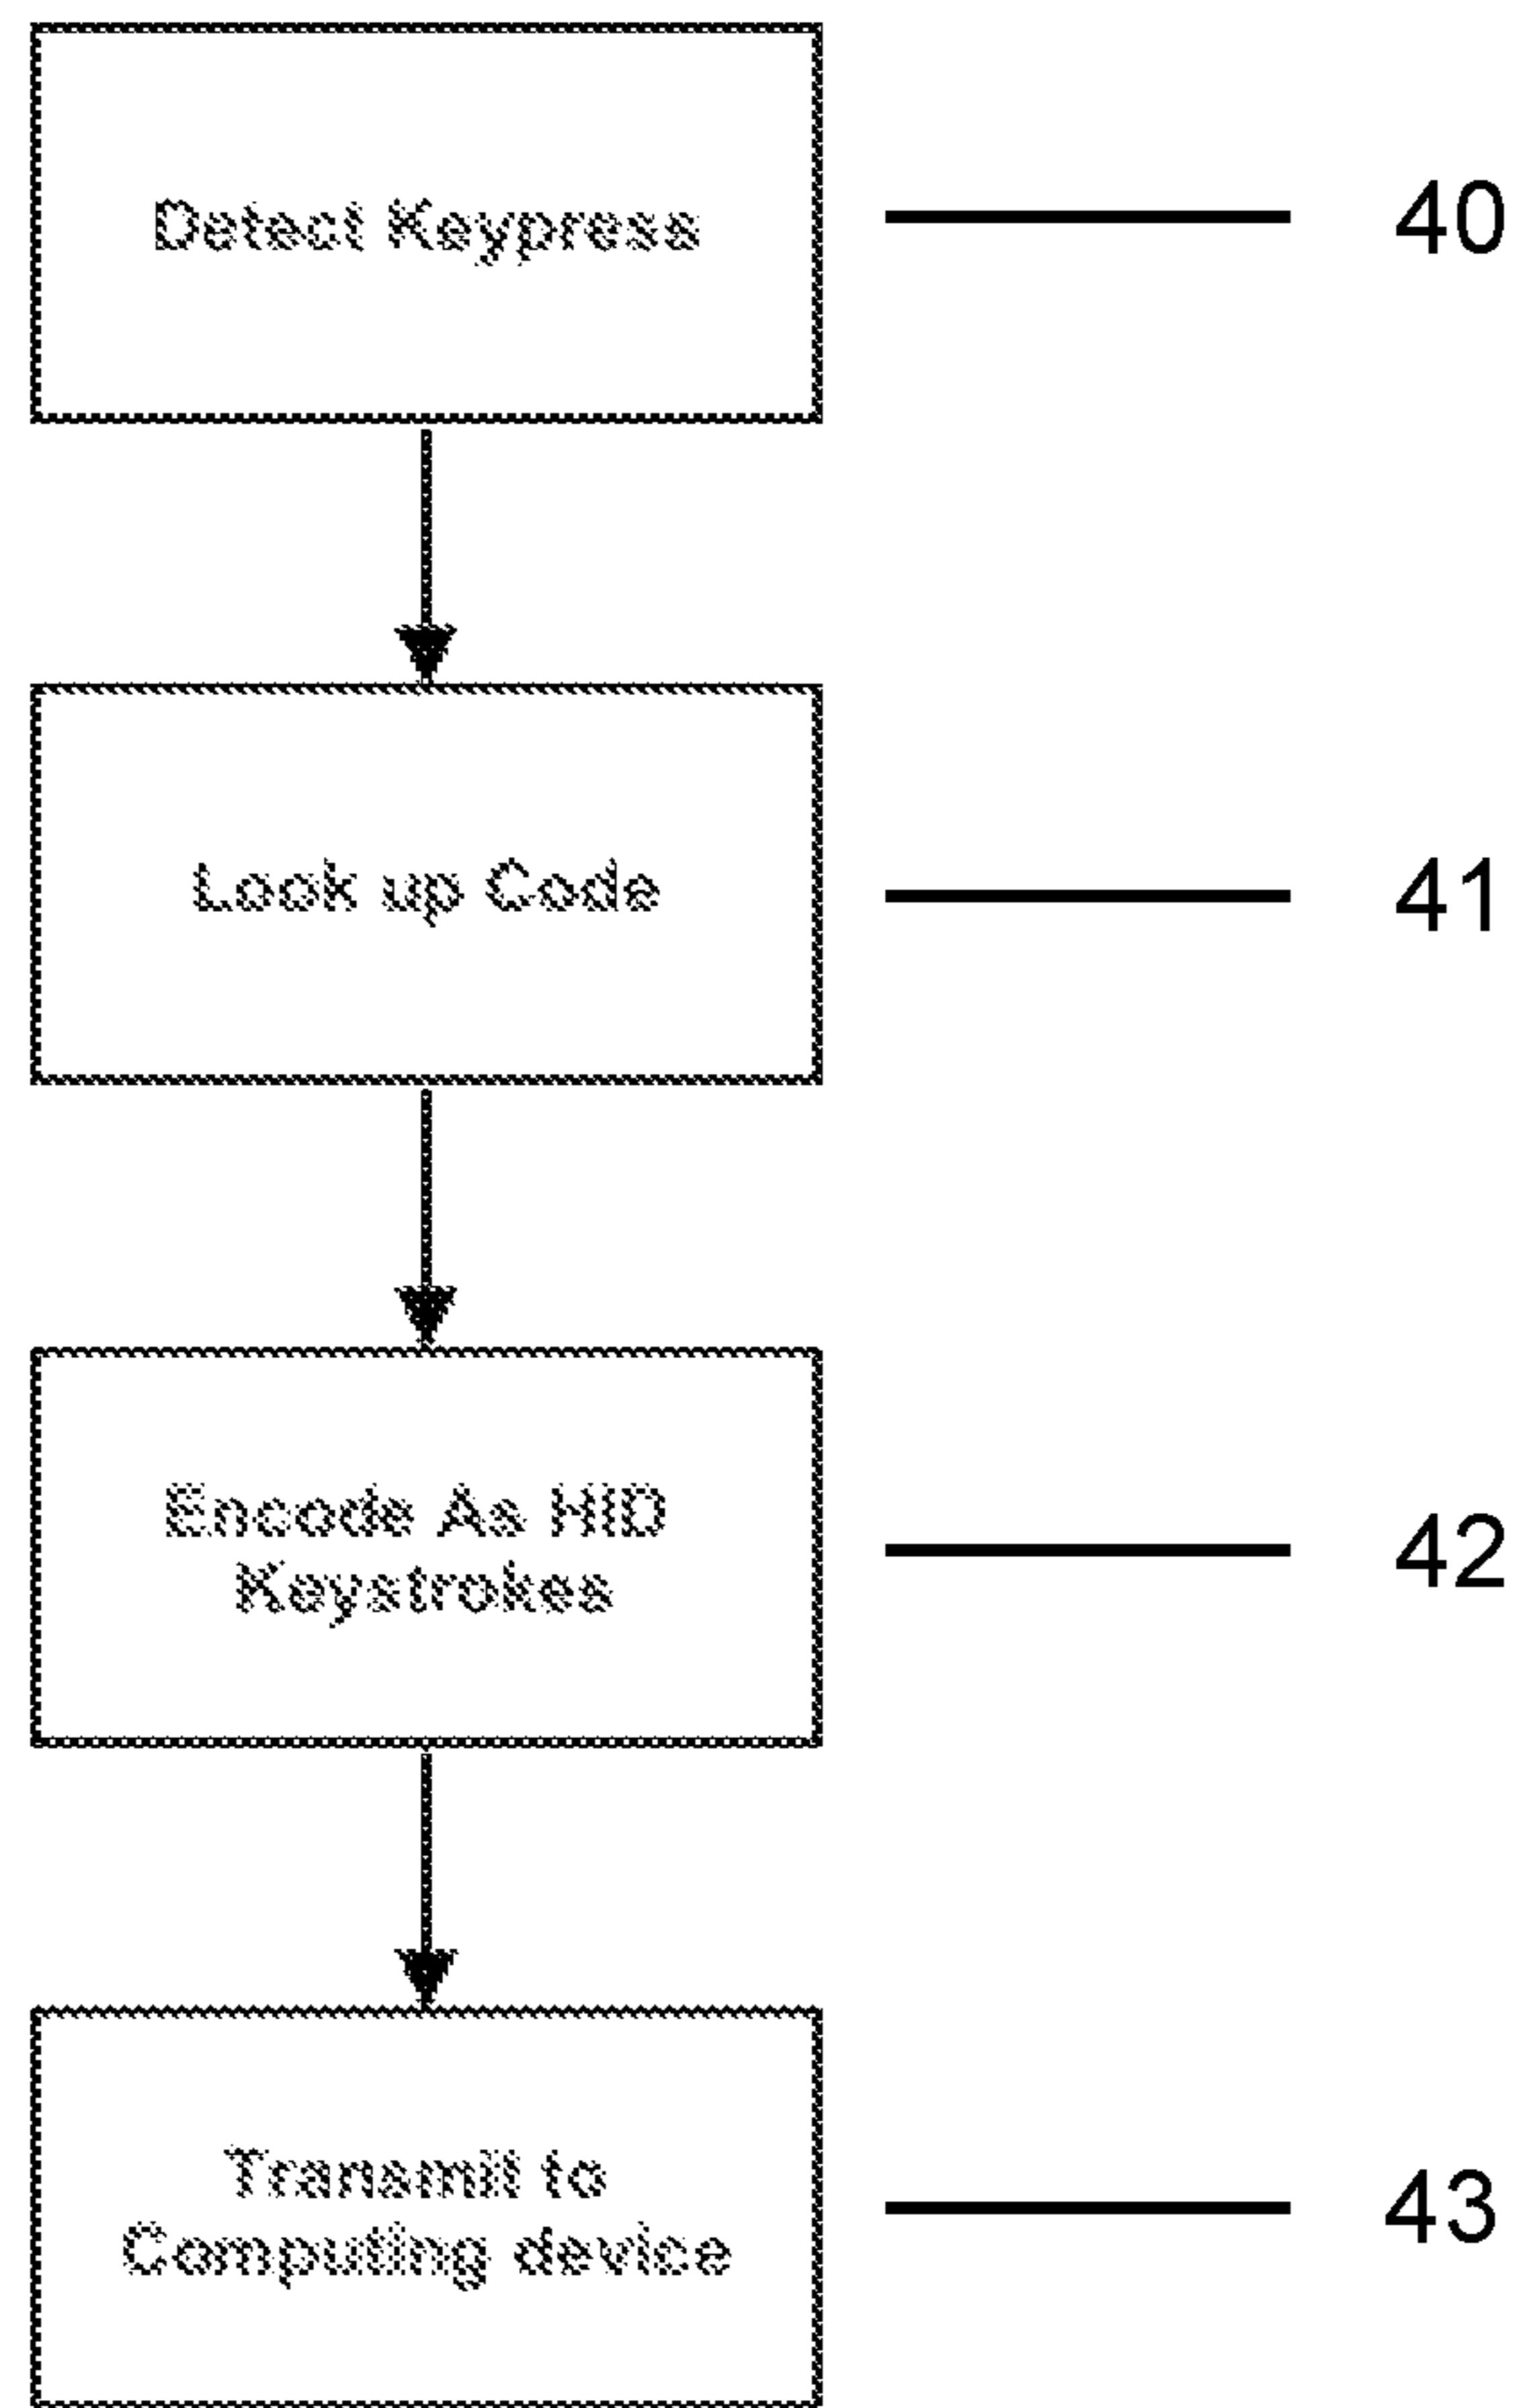 Detect Keypress
40
Look up Code
41
Encode As HID
Keystrokes
42
Transmit to
Computing device
43